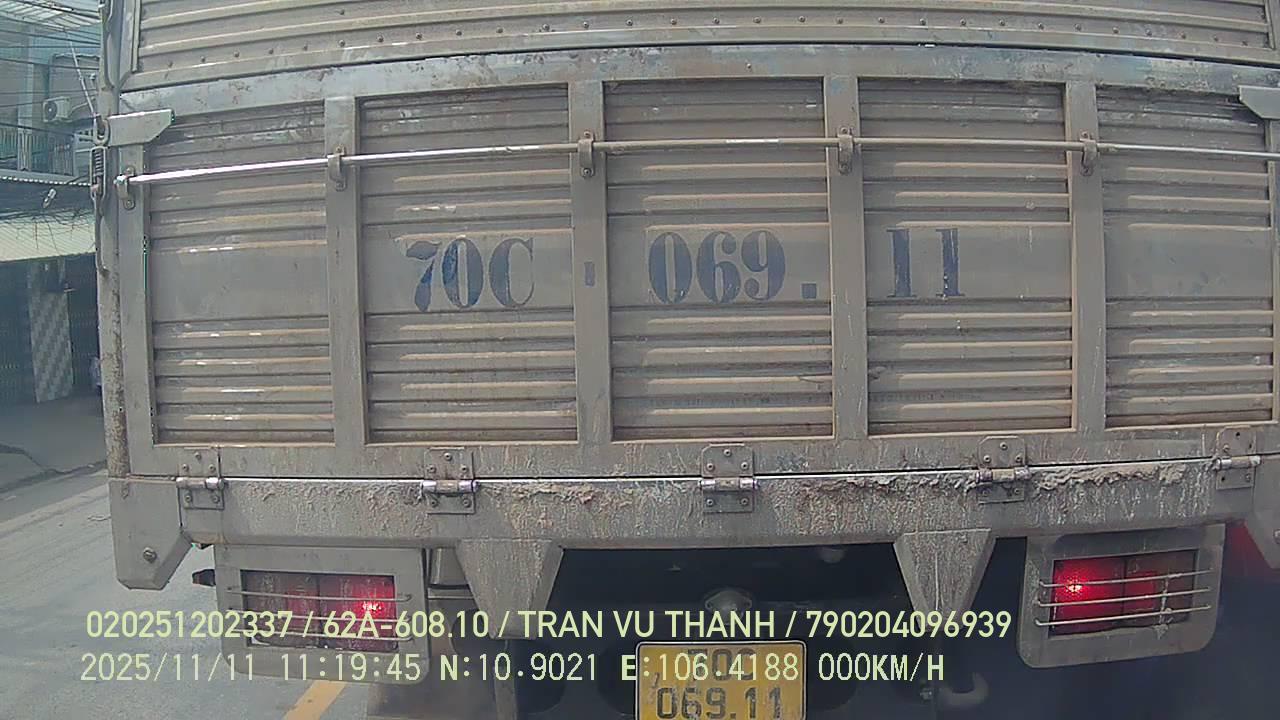 70C - 069.11
020251202337 / 62A-608.10 / TRAN VU THANH / 790204096939
2025/11/11 11:19:45 N:10.9021 E:106.4188 000KM/H
70C
069.11